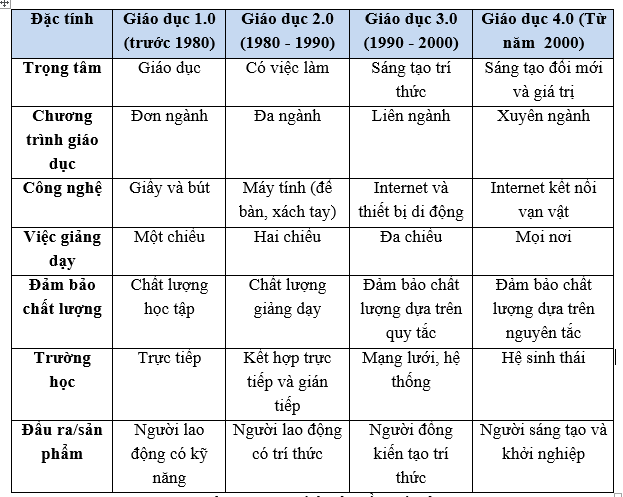 Đặc tính
Giáo dục 1.0
(trước 1980)
Giáo dục 2.0
(1980 - 1990)
Giáo dục 3.0
(1990 - 2000)
Giáo dục 4.0 (Từ
năm 2000)
Trọng tâm
Giáo dục
Có việc làm
Sáng tạo trí
thức
Sáng tạo đổi mới
và giá trị
Chương
trình giáo
dục
Đơn ngành
Đa ngành
Liên ngành
Xuyên ngành
Công nghệ
Giấy và bút
Máy tính (để
bàn, xách tay)
Internet và
thiết bị di động
Internet kết nối
vạn vật
Việc giảng
dạy
Một chiều
Hai chiều
Đa chiều
Mọi nơi
Đảm bảo
chất lượng
Chất lượng
học tập
Chất lượng
giảng dạy
Đảm bảo chất
lượng dựa trên
quy tắc
Đảm bảo chất
lượng dựa trên
nguyên tắc
Trường
học
Trực tiếp
Kết hợp trực
tiếp và gián
tiếp
Mạng lưới, hệ
thống
Hệ sinh thái
Đầu ra/sản
phẩm
Người lao
động có kỹ
năng
Người lao động
có trí thức
Người đồng
kiến tạo trí
thức
Người sáng tạo và
khởi nghiệp